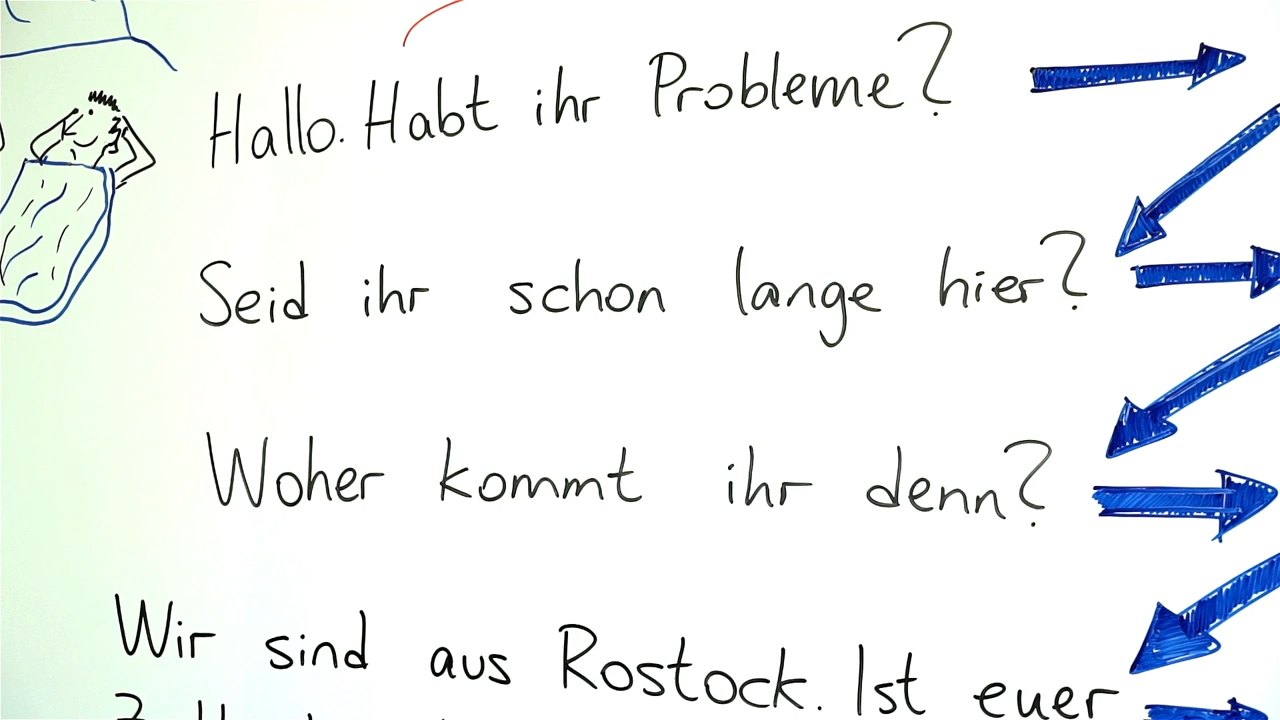 Hallo. Habt ihr Probleme?
Seid ihr schon lange hier?
Woher kommt ihr denn?
Wir sind aus Rostock. Ist euer